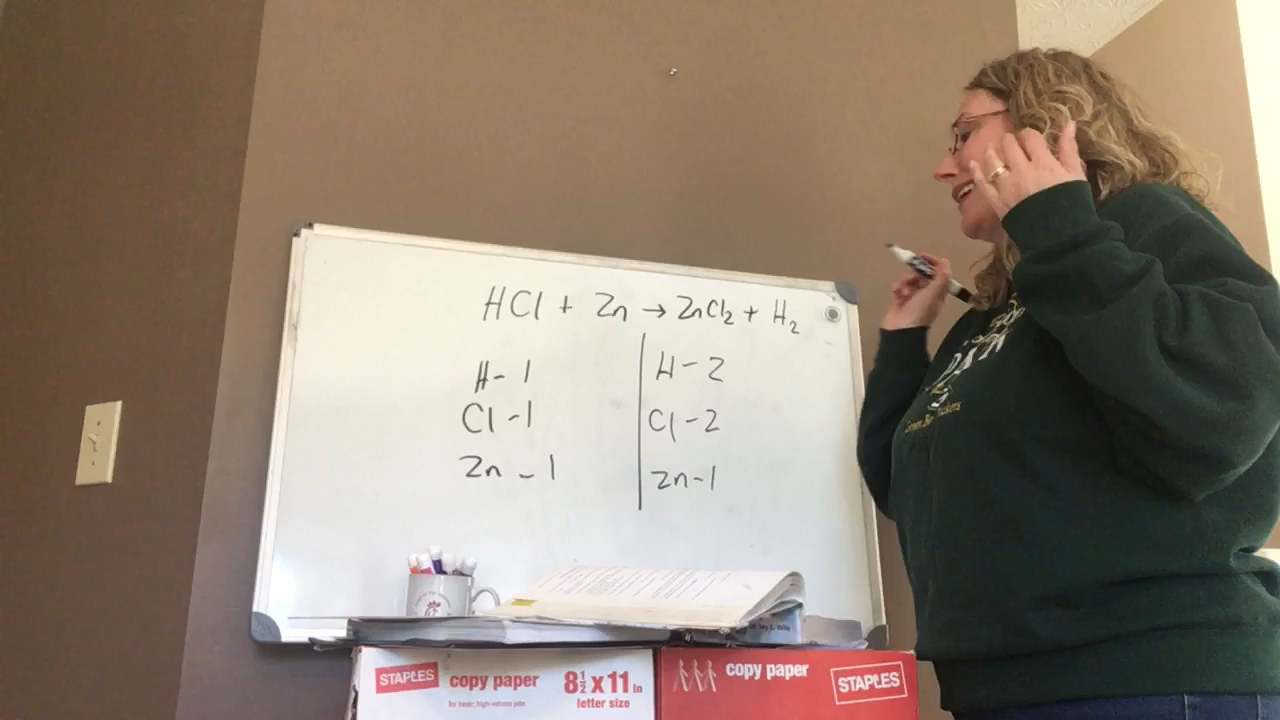 HCl + Zn → ZnCl₂ + H₂
H - 1
Cl - 1
Zn - 1
H - 2
Cl - 2
Zn - 1
STAPLES
copy paper
8½ x 11 in
letter size
for basic, high-volume jobs
copy paper
STAPLES